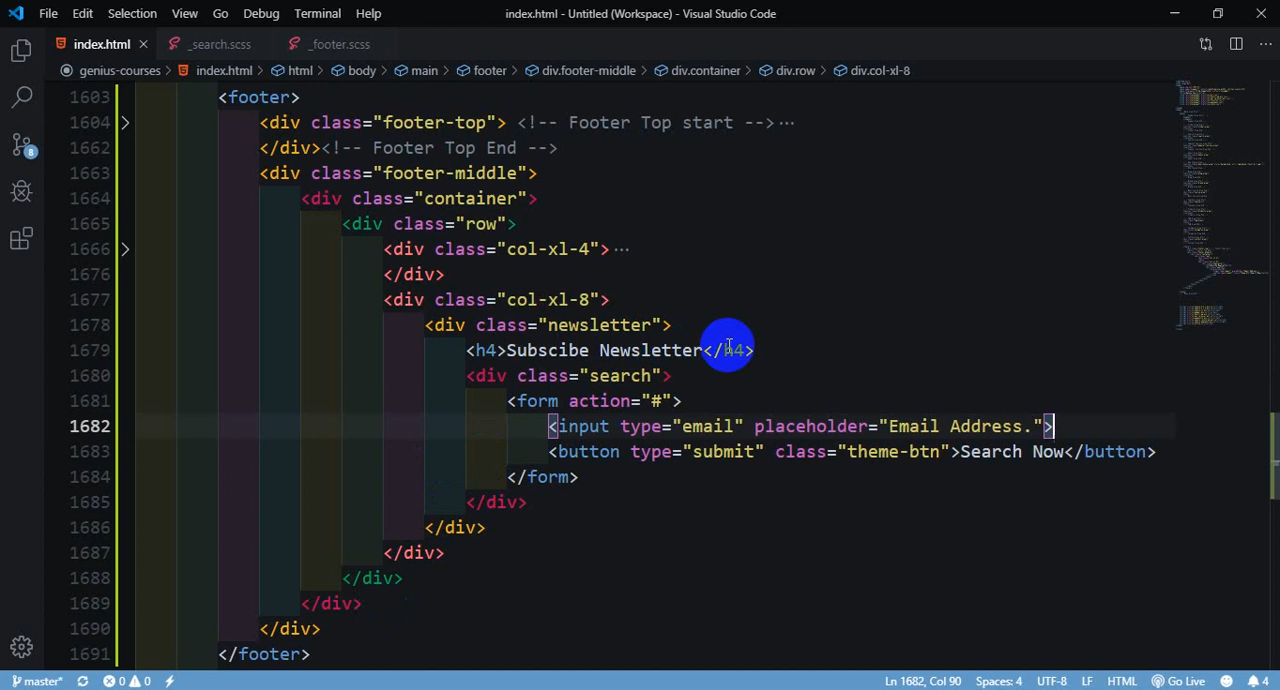 File Edit Selection View Go Debug Terminal Help index.html - Untitled (Workspace) - Visual Studio Code
index.html _search.scss _footer.scss
genius-courses > index.html > html > body > main > footer > div.footer-middle > div.container > div.row > div.col-xl-8
1603 <footer>
1604 <div class="footer-top"> <!-- Footer Top start -->…
1662 </div><!-- Footer Top End -->
1663 <div class="footer-middle">
1664 <div class="container">
1665 <div class="row">
1666 <div class="col-xl-4">…
1676 </div>
1677 <div class="col-xl-8">
1678 <div class="newsletter">
1679 <h4>Subscibe Newsletter</h4>
1680 <div class="search">
1681 <form action="#">
1682 <input type="email" placeholder="Email Address.">
1683 <button type="submit" class="theme-btn">Search Now</button>
1684 </form>
1685 </div>
1686 </div>
1687 </div>
1688 </div>
1689 </div>
1690 </div>
1691 </footer>
8
master* 0 0 Ln 1682, Col 90 Spaces: 4 UTF-8 LF HTML Go Live 4